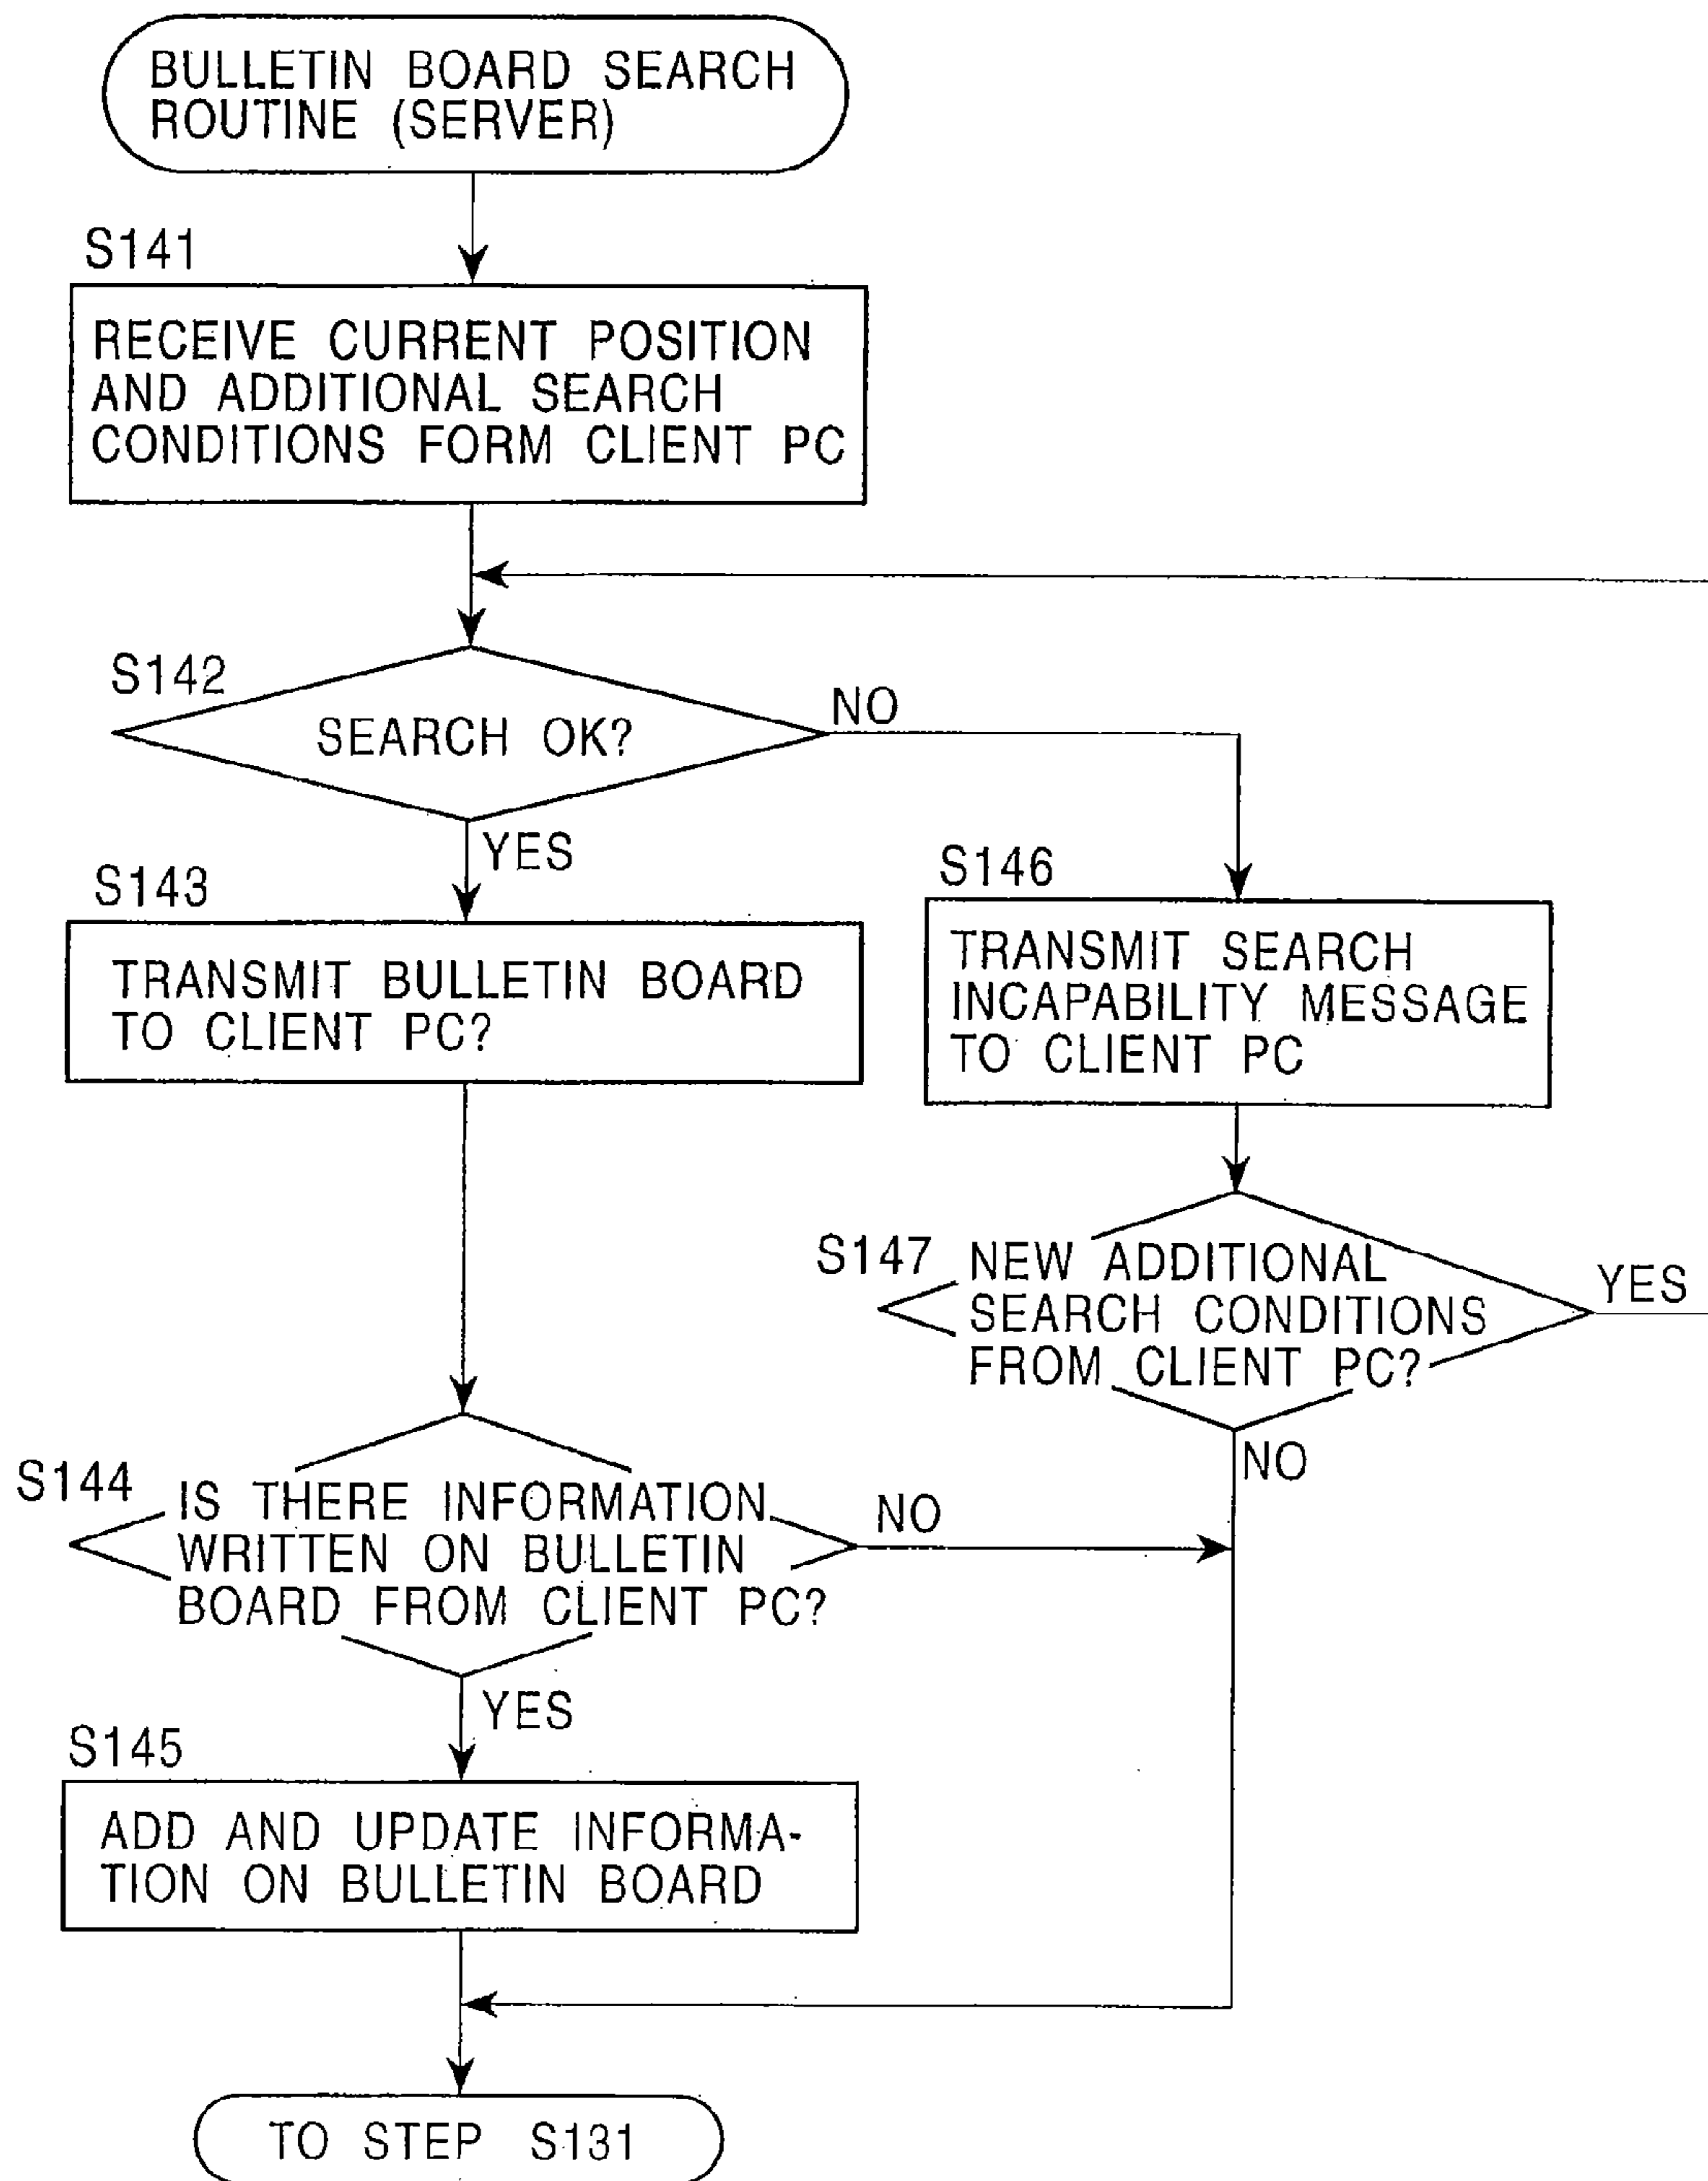 BULLETIN BOARD SEARCH
ROUTINE (SERVER)
S141
RECEIVE CURRENT POSITION
AND ADDITIONAL SEARCH
CONDITIONS FORM CLIENT PC
S142
SEARCH OK?
NO
YES
S143
TRANSMIT BULLETIN BOARD
TO CLIENT PC?
S146
TRANSMIT SEARCH
INCAPABILITY MESSAGE
TO CLIENT PC
S147
NEW ADDITIONAL
SEARCH CONDITIONS
FROM CLIENT PC?
YES
NO
S144
IS THERE INFORMATION
WRITTEN ON BULLETIN
BOARD FROM CLIENT PC?
NO
YES
S145
ADD AND UPDATE INFORMA-
TION ON BULLETIN BOARD
TO STEP S131